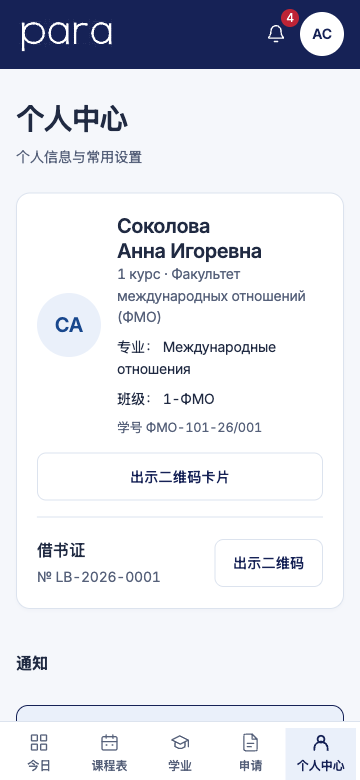 para
4
AC
个人中心
个人信息与常用设置
Соколова
Анна Игоревна
1 курс · Факультет
международных отношений
(ФМО)
CA
专业： Международные
отношения
班级： 1-ФМО
学号 ФМО-101-26/001
出示二维码卡片
借书证
№ LB-2026-0001
出示二维码
通知
今日
课程表
学业
申请
个人中心